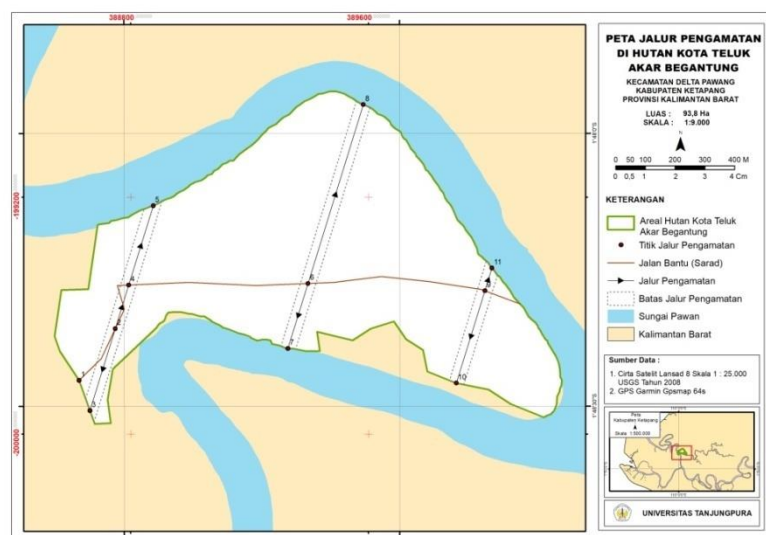 PETA JALUR PENGAMATAN
DI HUTAN KOTA TELUK
AKAR BEGANTUNG
KECAMATAN DELTA PAWANG
KABUPATEN KETAPANG
PROVINSI KALIMANTAN BARAT
LUAS : 93,8 Ha
SKALA : 1:9.000
N
0 50 100 200 300 400 M
0 0,5 1 2 3 4 Cm
KETERANGAN
Areal Hutan Kota Teluk
Akar Begantung
Titik Jalur Pengamatan
Jalan Bantu (Sarad)
Jalur Pengamatan
Batas Jalur Pengamatan
Sungai Pawan
Kalimantan Barat
Sumber Data :
1. Cirta Satelit Lansad 8 Skala 1 : 25.000
USGS Tahun 2008
2. GPS Garmin Gpsmap 64s
Peta
Kabupaten Ketapang
UNIVERSITAS TANJUNGPURA
388800
389600
-199200
-200000
1
2
3
4
5
6
7
10
11